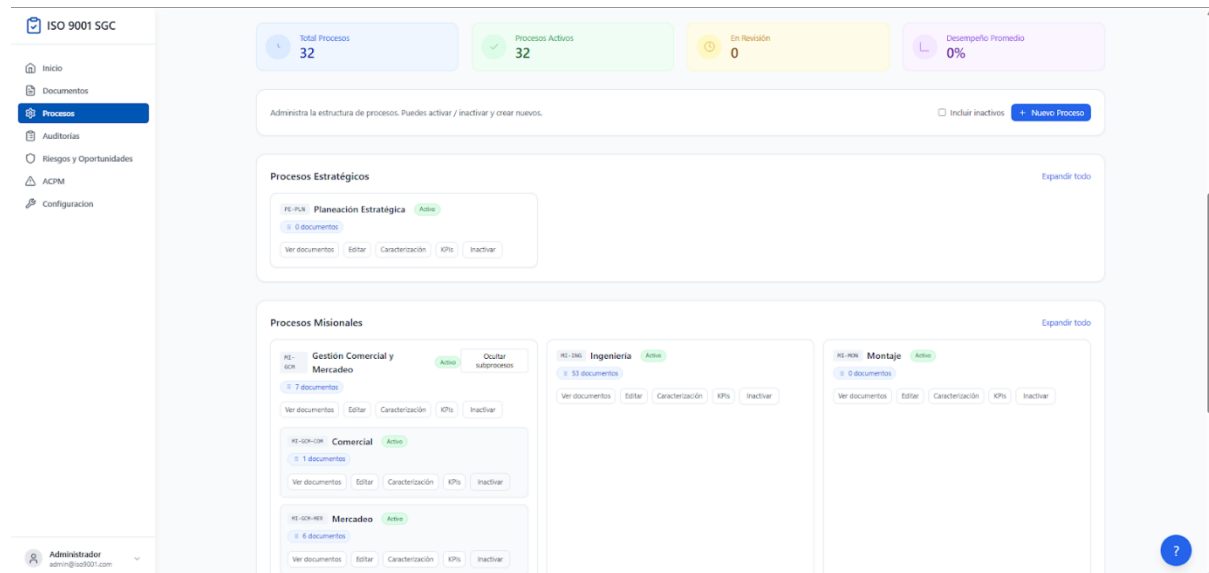 ISO 9001 SGC
Inicio
Documentos
Procesos
Auditorías
Riesgos y Oportunidades
ACPM
Configuracion
Administrador
admin@iso9001.com
Total Procesos
32
Procesos Activos
32
En Revisión
0
Desempeño Promedio
0%
Administra la estructura de procesos. Puedes activar / inactivar y crear nuevos.
Incluir inactivos
+ Nuevo Proceso
Procesos Estratégicos
Expandir todo
PE-PLN Planeación Estratégica Activo
0 documentos
Ver documentos Editar Caracterización KPIs Inactivar
Procesos Misionales
Expandir todo
MI-
GCM
Gestión Comercial y
Mercadeo
Activo
Ocultar
subprocesos
7 documentos
Ver documentos Editar Caracterización KPIs Inactivar
MI-GCM-COM Comercial Activo
1 documentos
Ver documentos Editar Caracterización KPIs Inactivar
MI-GCM-MER Mercadeo Activo
6 documentos
Ver documentos Editar Caracterización KPIs Inactivar
MI-ING Ingeniería Activo
53 documentos
Ver documentos Editar Caracterización KPIs Inactivar
MI-MON Montaje Activo
0 documentos
Ver documentos Editar Caracterización KPIs Inactivar
?